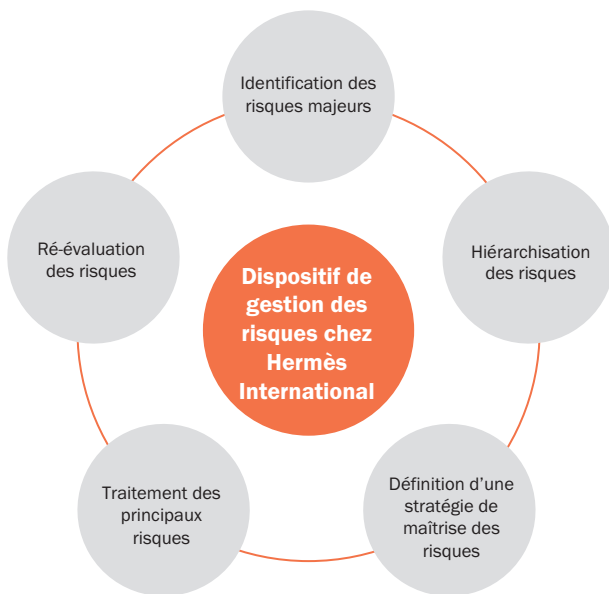 Identification des
risques majeurs
Hiérarchisation
des risques
Définition d’une
stratégie de
maîtrise des
risques
Traitement des
principaux
risques
Ré-évaluation
des risques
Dispositif de
gestion des
risques chez
Hermès
International